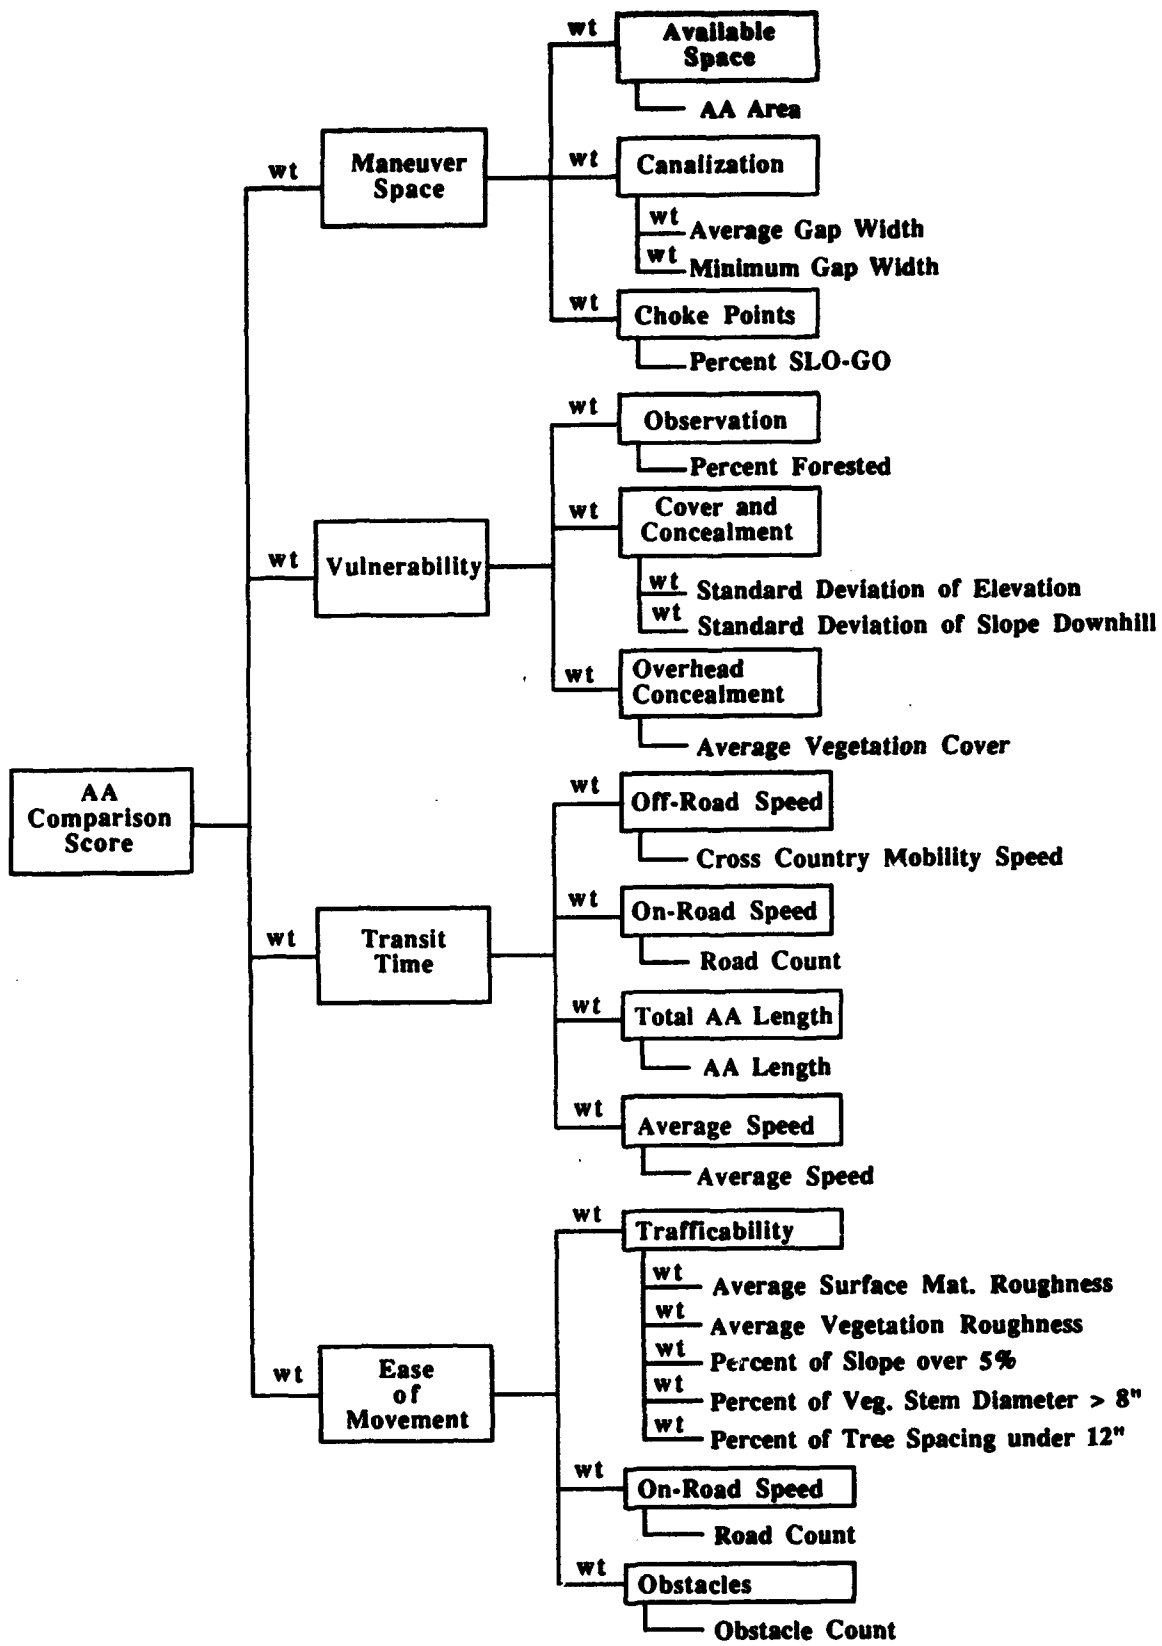 wt
Available
Space
AA Area
wt
Maneuver
Space
wt
Canalization
wt
Average Gap Width
wt
Minimum Gap Width
wt
Choke Points
Percent SLO-GO
wt
Observation
Percent Forested
wt
Cover and
Concealment
wt
Vulnerability
wt
Standard Deviation of Elevation
wt
Standard Deviation of Slope Downhill
wt
Overhead
Concealment
Average Vegetation Cover
AA
Comparison
Score
wt
Off-Road Speed
Cross Country Mobility Speed
wt
On-Road Speed
Road Count
wt
Transit
Time
wt
Total AA Length
AA Length
wt
Average Speed
Average Speed
wt
Trafficability
wt
Average Surface Mat. Roughness
wt
Average Vegetation Roughness
wt
Percent of Slope over 5%
wt
Percent of Veg. Stem Diameter > 8"
wt
Percent of Tree Spacing under 12"
wt
Ease
of
Movement
wt
On-Road Speed
Road Count
wt
Obstacles
Obstacle Count